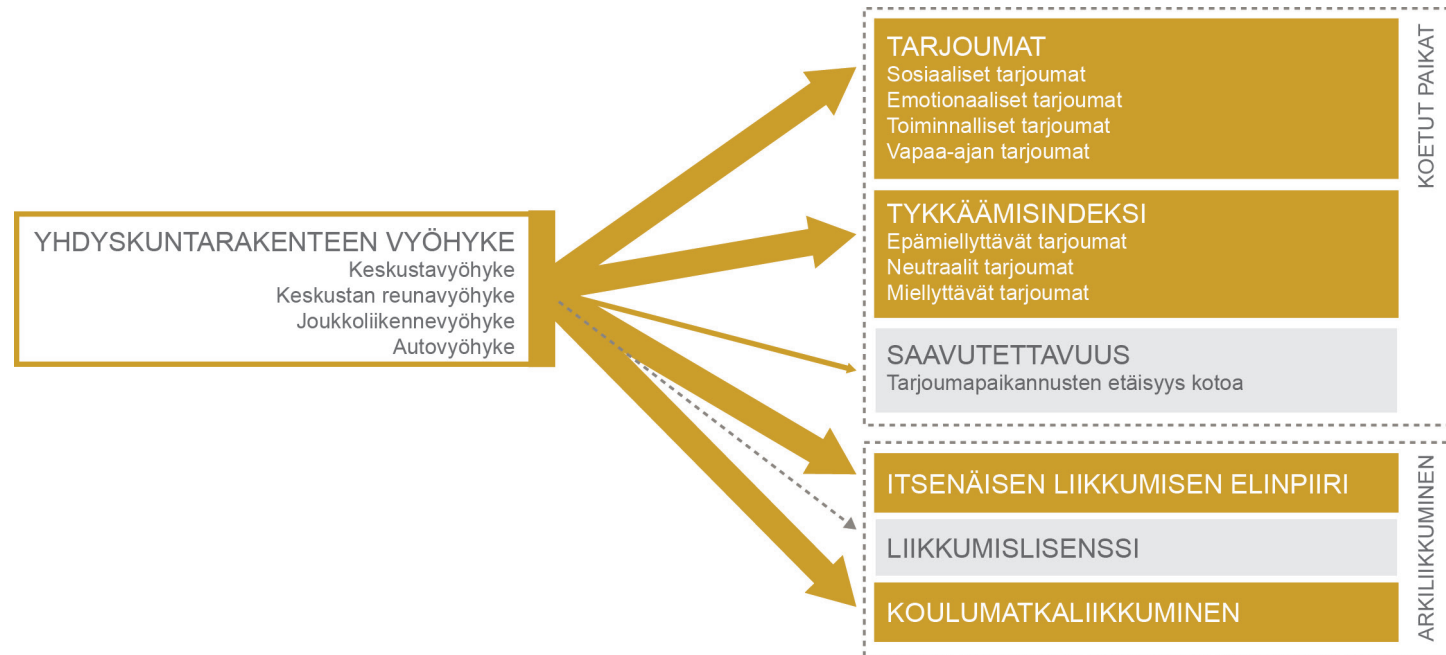 YHDYSKUNTARAKENTEEN VYÖHYKE
Keskustavyöhyke
Keskustan reunavyöhyke
Joukkoliikennevyöhyke
Autovyöhyke
TARJOUMAT
Sosiaaliset tarjoumat
Emotionaaliset tarjoumat
Toiminnalliset tarjoumat
Vapaa-ajan tarjoumat
TYKKÄÄMISINDEKSI
Epämiellyttävät tarjoumat
Neutraalit tarjoumat
Miellyttävät tarjoumat
SAAVUTETTAVUUS
Tarjoumapaikannusten etäisyys kotoa
KOETUT PAIKAT
ITSENÄISEN LIIKKUMISEN ELINPIIRI
LIIKKUMISLISENSSI
KOULUMATKALIIKKUMINEN
ARKILIIKKUMINEN